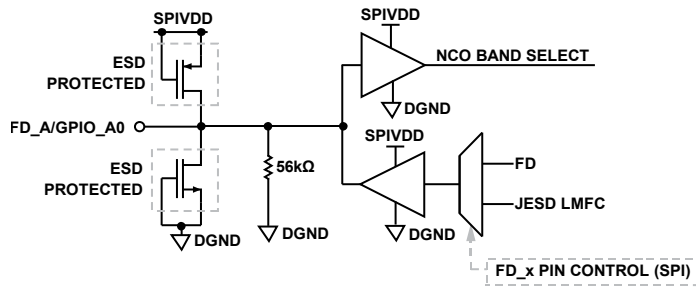 SPIVDD
SPIVDD
ESD
PROTECTED
NCO BAND SELECT
DGND
FD_A/GPIO_A0
SPIVDD
ESD
PROTECTED
56kΩ
FD
JESD LMFC
DGND
DGND
DGND
FD_x PIN CONTROL (SPI)